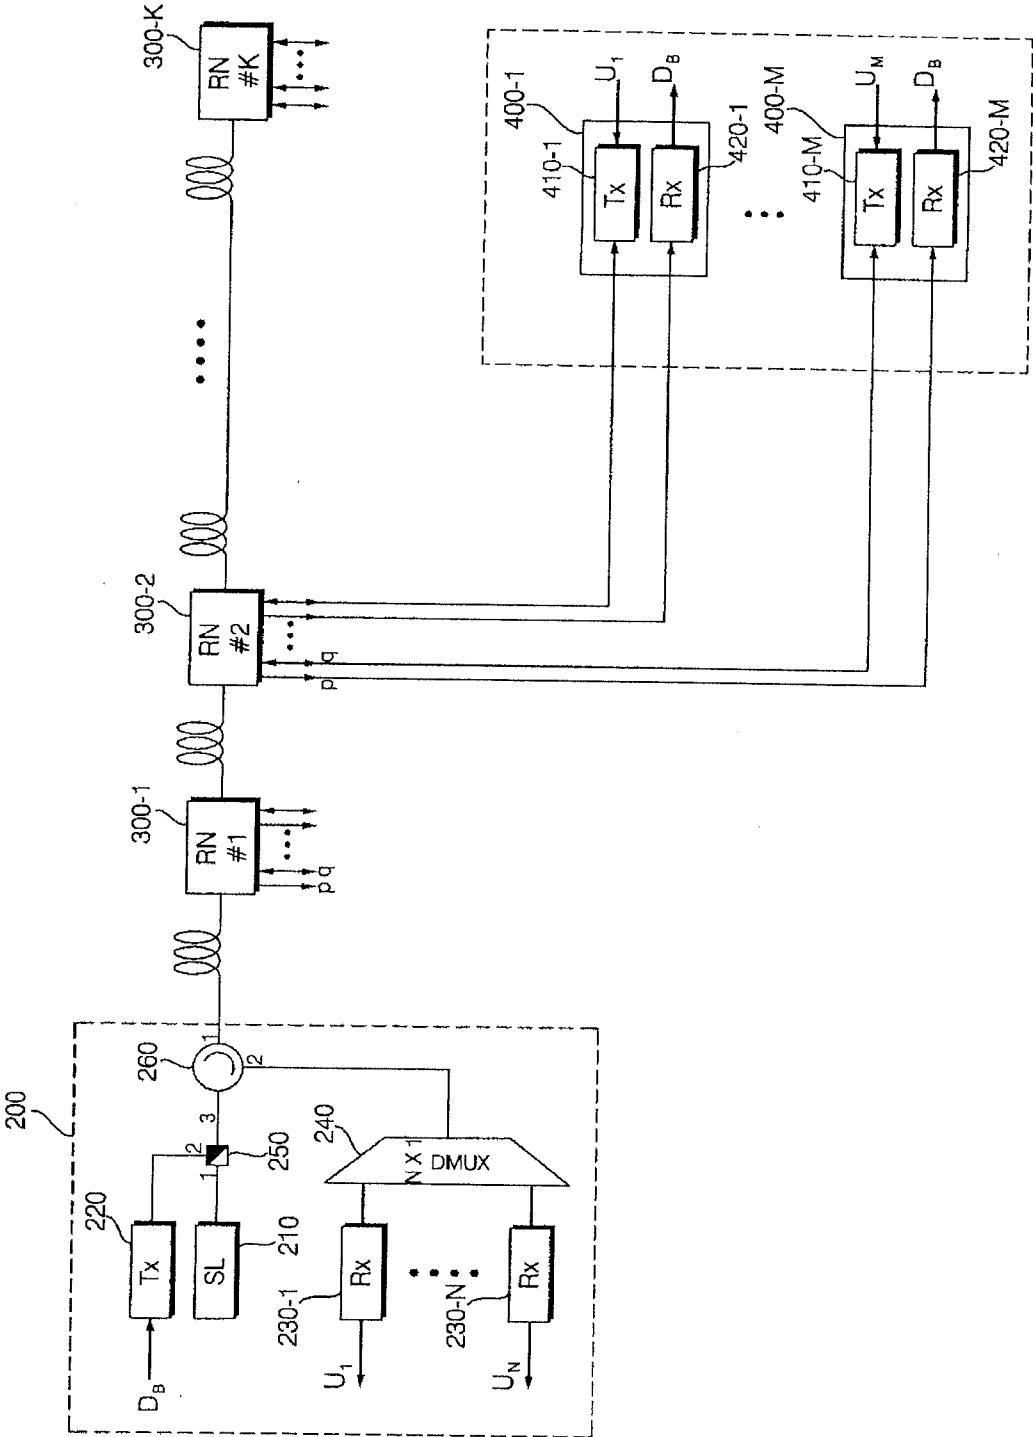 200
220
Tx
D_B
SL
210
2
1
250
3
260
1
2
240
N X 1
DMUX
Rx
230-1
U_1
Rx
230-N
U_N
300-1
RN
#1
p q
300-2
RN
#2
p q
300-K
RN
#K
400-1
410-1
Tx
U_1
Rx
D_B
420-1
400-M
410-M
Tx
U_M
Rx
D_B
420-M